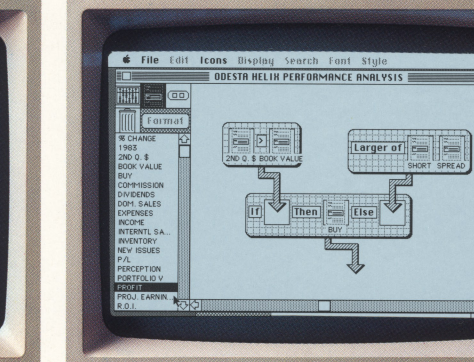 File Edit Icons Display Search Font Style
ODESTA HELIX PERFORMANCE ANALYSIS
Format
% CHANGE
1983
2ND Q. $
BOOK VALUE
BUY
COMMISSION
DIVIDENDS
DOM. SALES
EXPENSES
INCOME
INTERNTL SA...
INVENTORY
NEW ISSUES
P/L
PERCEPTION
PORTFOLIO V
PROFIT
PROJ. EARNIN...
R.O.I.
>
2ND Q. $ BOOK VALUE
Larger of
SHORT SPREAD
If Then Else
BUY